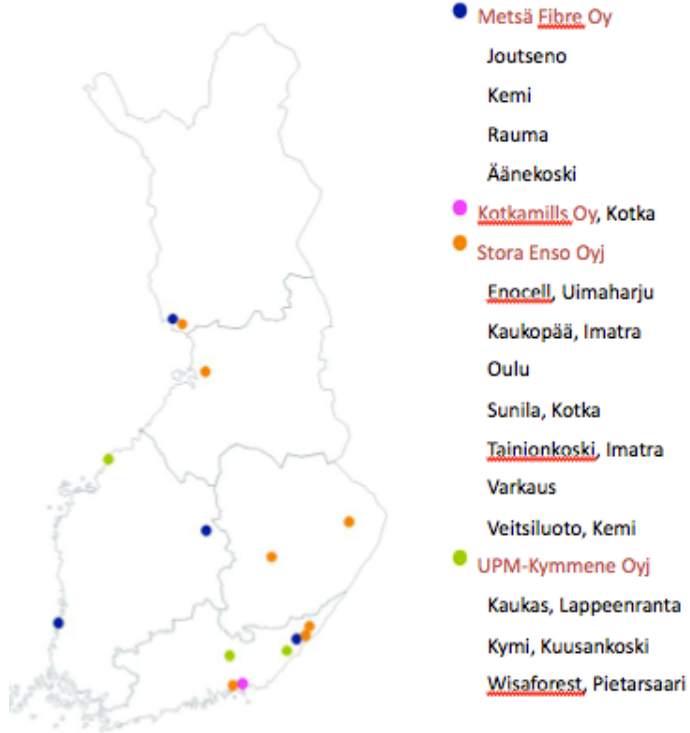 Metsä Fibre Oy
Joutseno
Kemi
Rauma
Äänekoski
Kotkamills Oy, Kotka
Stora Enso Oyj
Enocell, Uimaharju
Kaukopää, Imatra
Oulu
Sunila, Kotka
Tainionkoski, Imatra
Varkaus
Veitsiluoto, Kemi
UPM-Kymmene Oyj
Kaukas, Lappeenranta
Kymi, Kuusankoski
Wisaforest, Pietarsaari